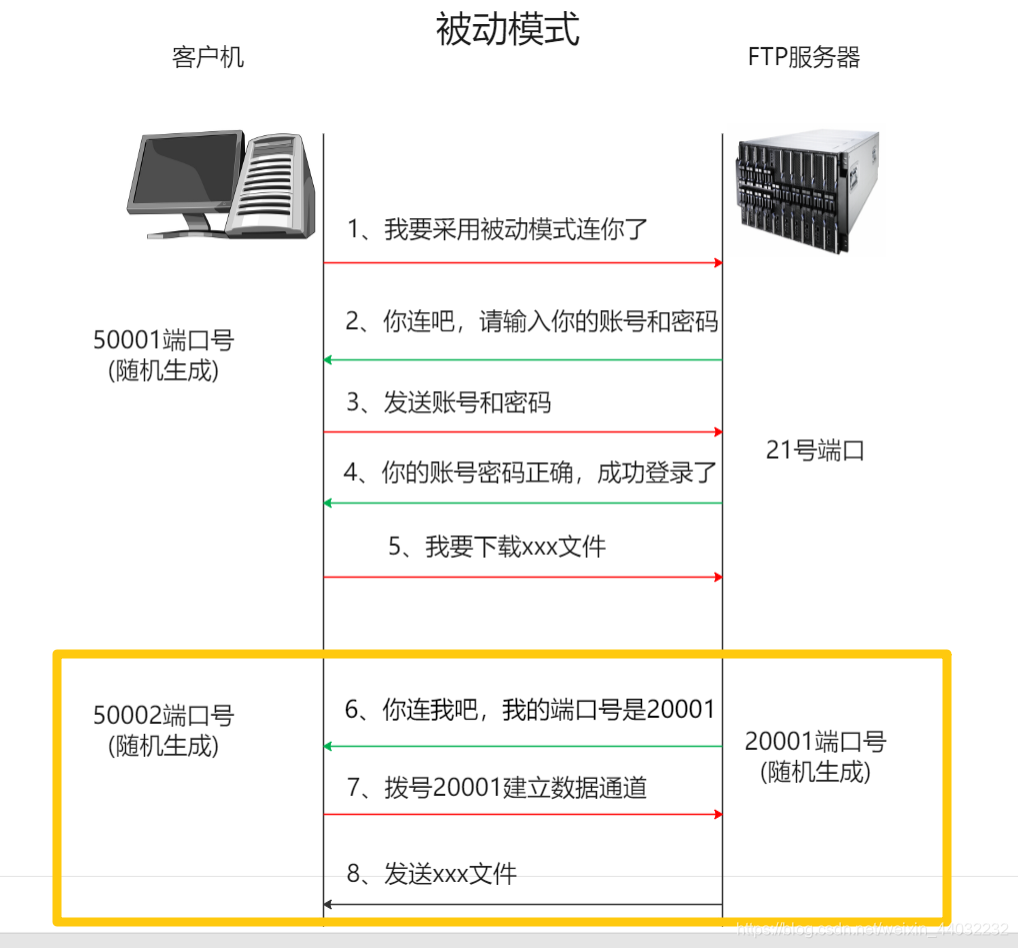 被动模式
客户机
FTP服务器
1、我要采用被动模式连你了
2、你连吧，请输入你的账号和密码
50001端口号
(随机生成)
3、发送账号和密码
21号端口
4、你的账号密码正确，成功登录了
5、我要下载xxx文件
50002端口号
(随机生成)
6、你连我吧，我的端口号是20001
20001端口号
(随机生成)
7、拨号20001建立数据通道
8、发送xxx文件
https://blog.csdn.net/weixin_44032232